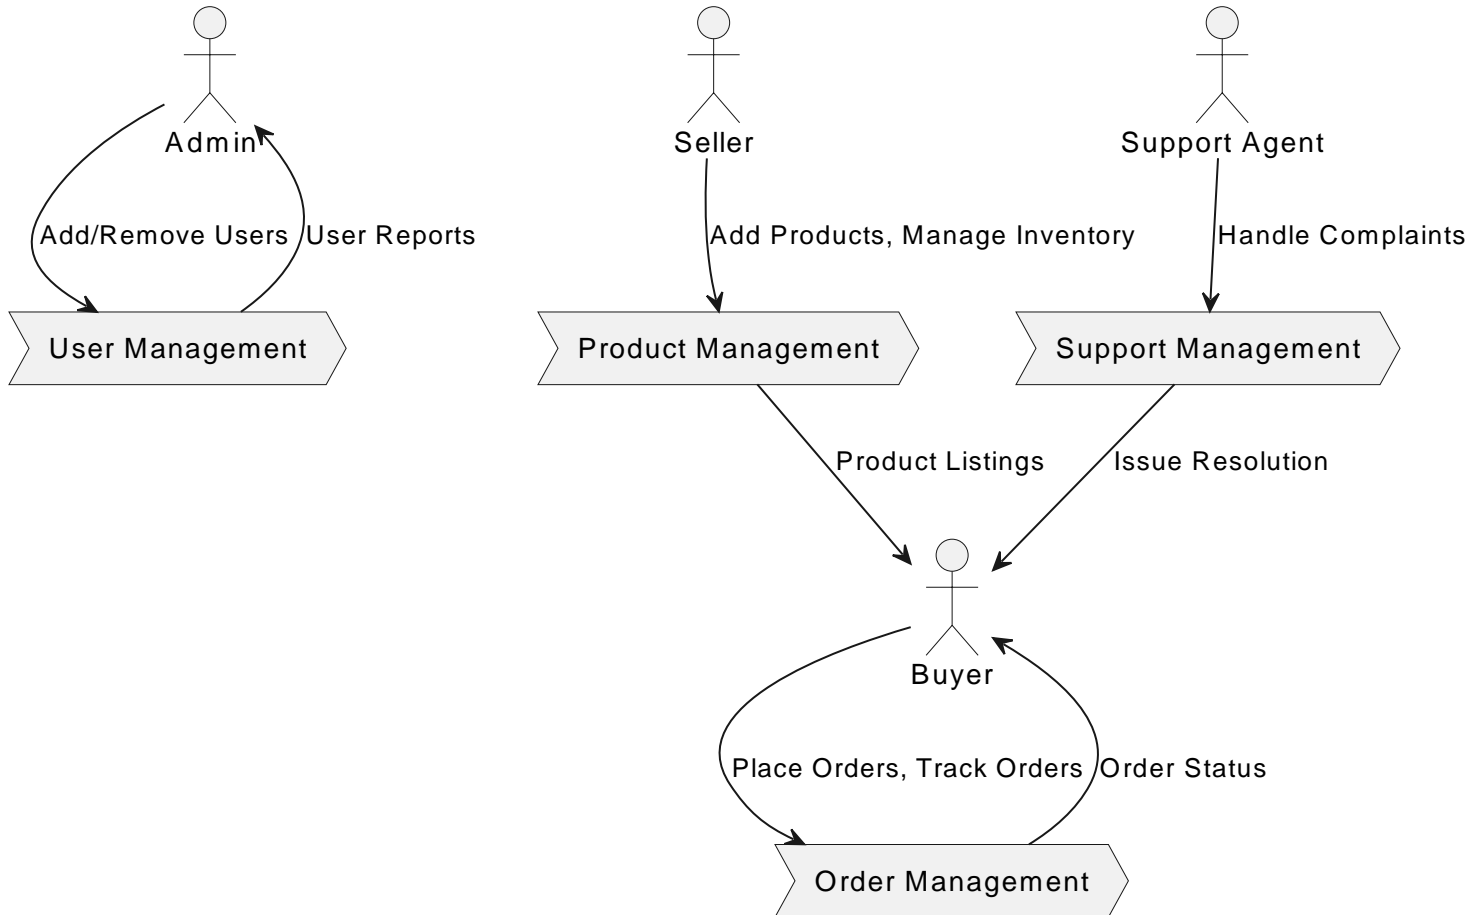 Admin
Seller
Support Agent
Add/Remove Users
User Reports
Add Products, Manage Inventory
Handle Complaints
User Management
Product Management
Support Management
Product Listings
Issue Resolution
Buyer
Place Orders, Track Orders
Order Status
Order Management